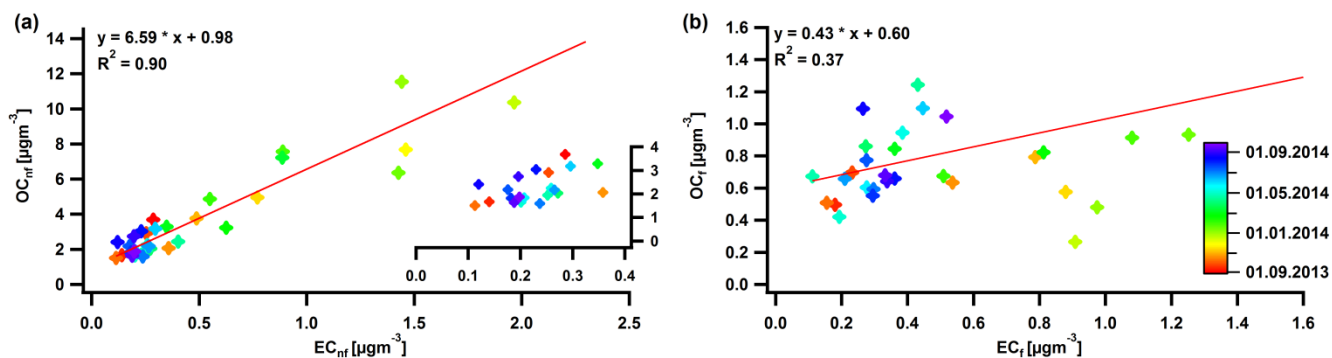 (a)
y = 6.59 * x + 0.98
R² = 0.90
14
12
10
8
6
4
2
0
OCnf [µgm⁻³]
0.0 0.5 1.0 1.5 2.0 2.5
ECnf [µgm⁻³]
4
3
2
1
0
0.0 0.1 0.2 0.3 0.4
(b)
y = 0.43 * x + 0.60
R² = 0.37
1.6
1.4
1.2
1.0
0.8
0.6
0.4
0.2
0.0
OCf [µgm⁻³]
0.0 0.2 0.4 0.6 0.8 1.0 1.2 1.4 1.6
ECf [µgm⁻³]
01.09.2014
01.05.2014
01.01.2014
01.09.2013